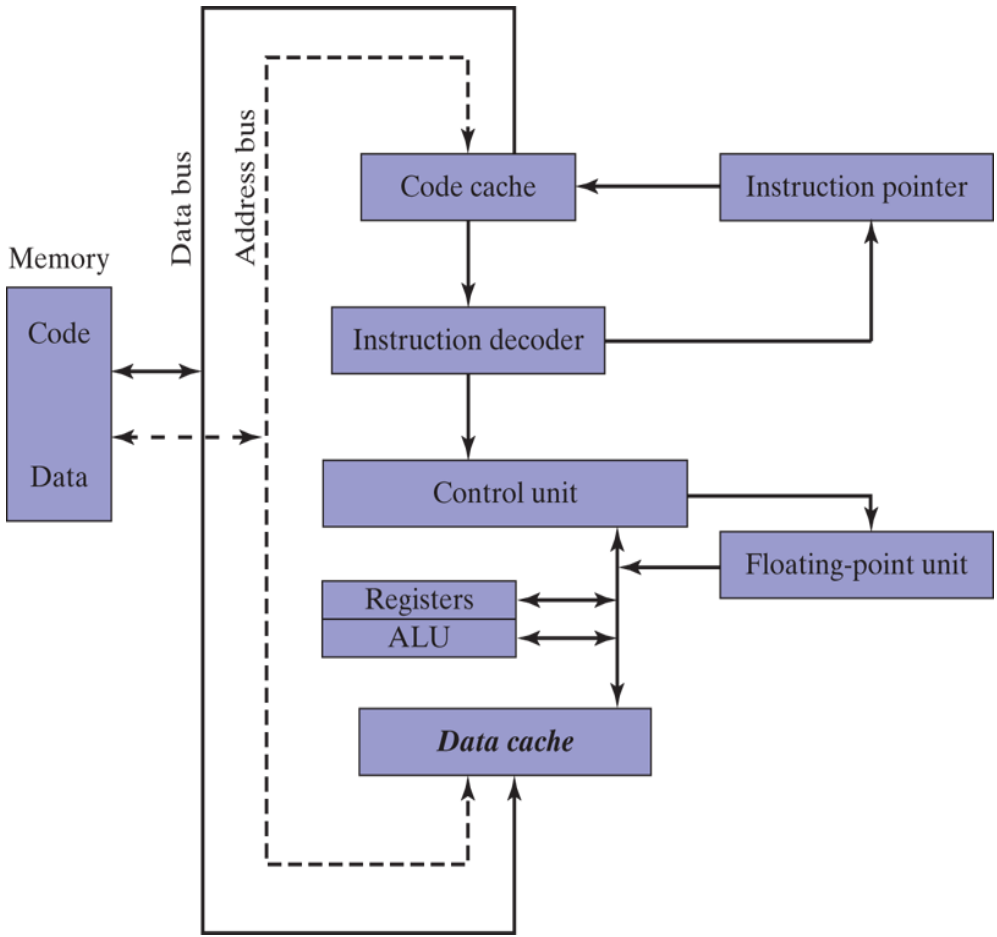 Data bus
Address bus
Code cache
Instruction pointer
Memory
Code
Data
Instruction decoder
Control unit
Floating-point unit
Registers
ALU
Data cache